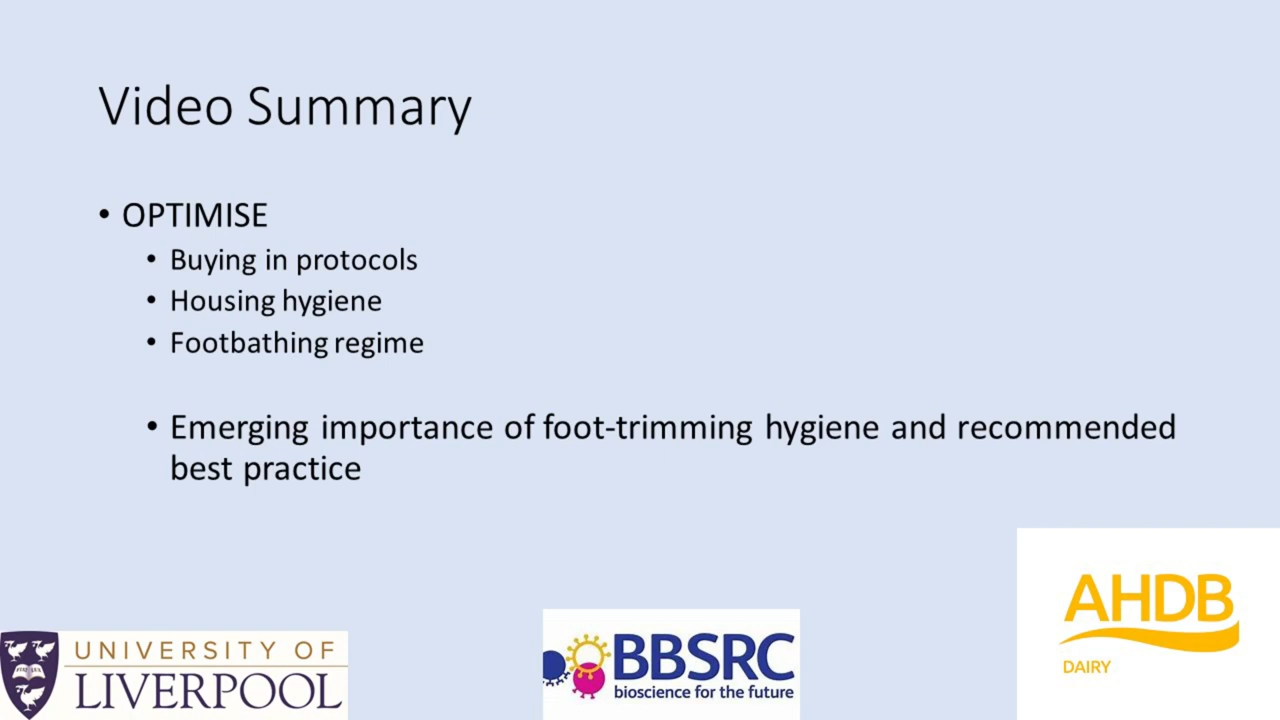 Video Summary
• OPTIMISE
• Buying in protocols
• Housing hygiene
• Footbathing regime
• Emerging importance of foot-trimming hygiene and recommended
best practice
AHDB
DAIRY
UNIVERSITY OF
LIVERPOOL
BBSRC
bioscience for the future